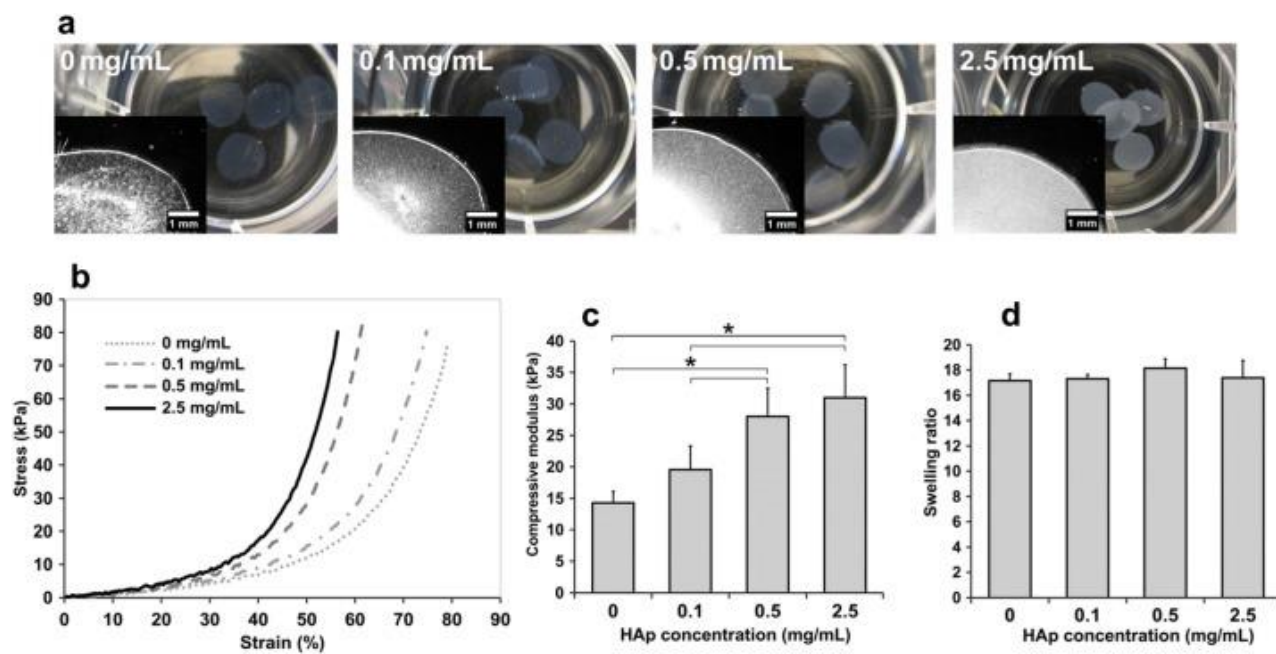 a
0 mg/mL
0.1 mg/mL
0.5 mg/mL
2.5 mg/mL
1 mm
1 mm
1 mm
1 mm
b
90
80
70
60
50
40
30
20
10
0
Stress (kPa)
0 mg/mL
0.1 mg/mL
0.5 mg/mL
2.5 mg/mL
0 10 20 30 40 50 60 70 80 90
Strain (%)
c
40
35
30
25
20
15
10
5
0
Compressive modulus (kPa)
*
*
0 0.1 0.5 2.5
HAp concentration (mg/mL)
d
20
18
16
14
12
10
8
6
4
2
0
Swelling ratio
0 0.1 0.5 2.5
HAp concentration (mg/mL)